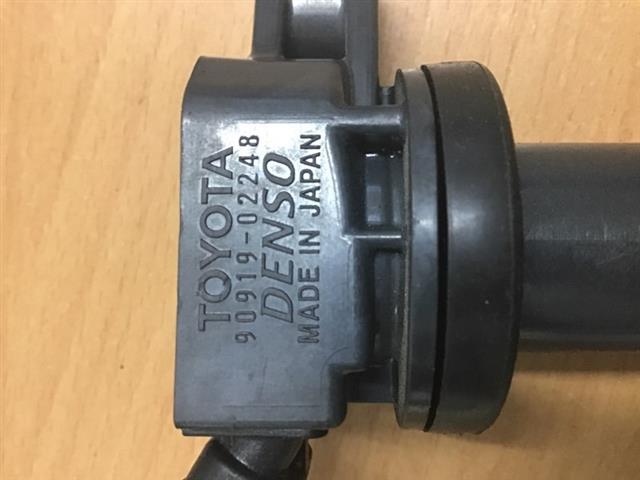 TOYOTA
90919-02248
DENSO
MADE IN JAPAN